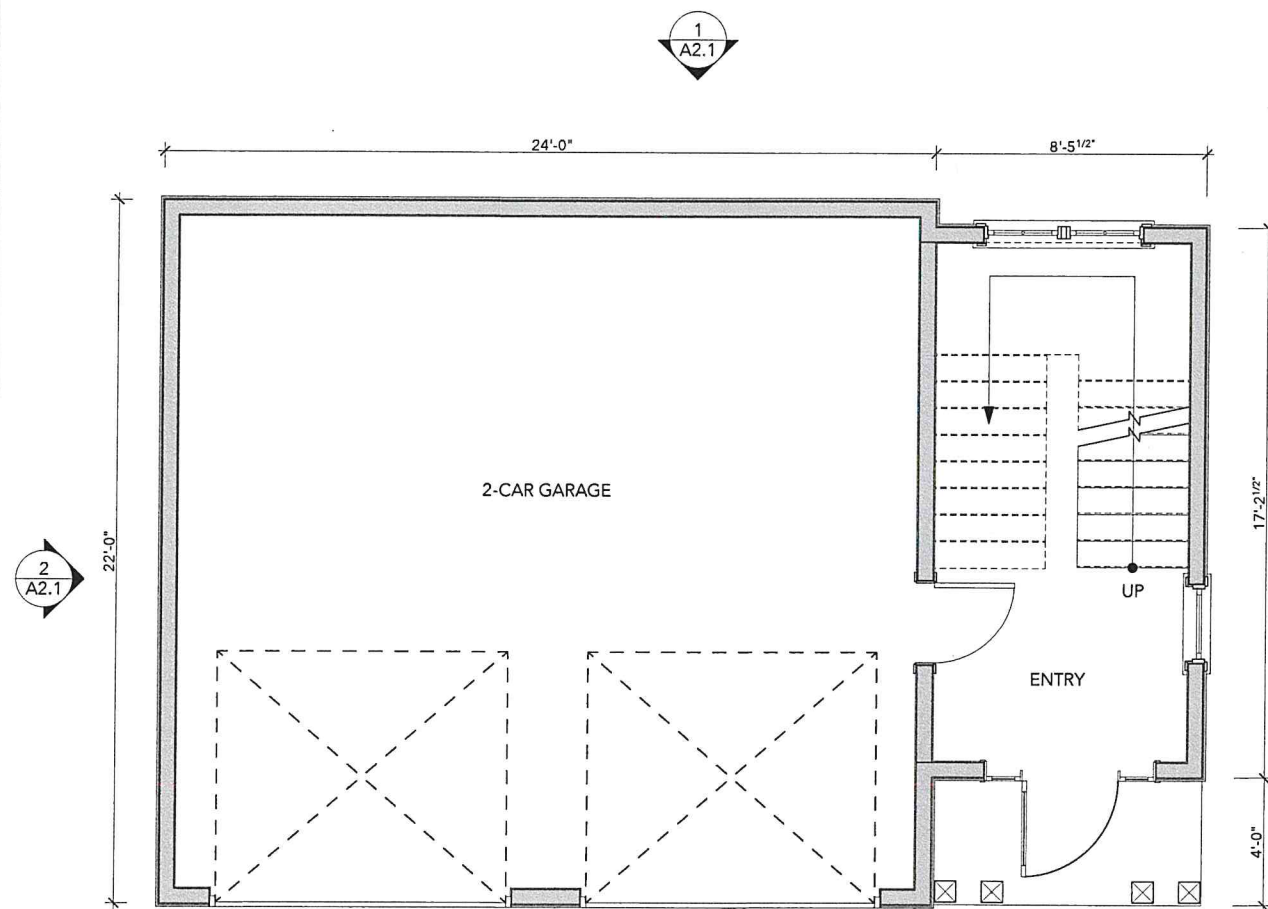 1
A2.1
24'-0"
8'-5 1/2"
2-CAR GARAGE
22'-0"
17'-2 1/2"
2
A2.1
UP
ENTRY
4'-0"